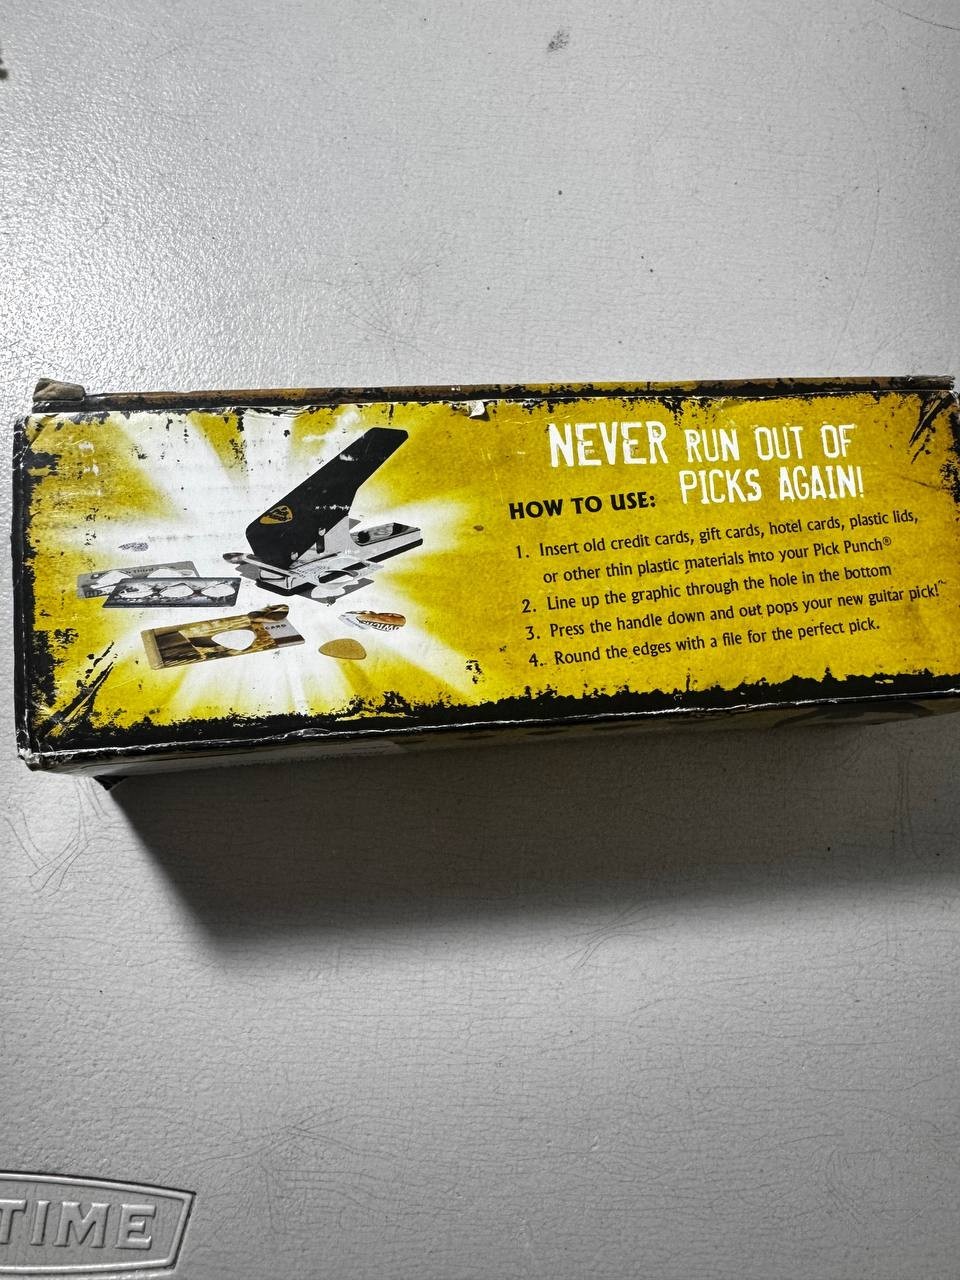 NEVER RUN OUT OF
PICKS AGAIN!
HOW TO USE:
1. Insert old credit cards, gift cards, hotel cards, plastic lids,
or other thin plastic materials into your Pick Punch®
2. Line up the graphic through the hole in the bottom
3. Press the handle down and out pops your new guitar pick!™
4. Round the edges with a file for the perfect pick.
CARD
TIME